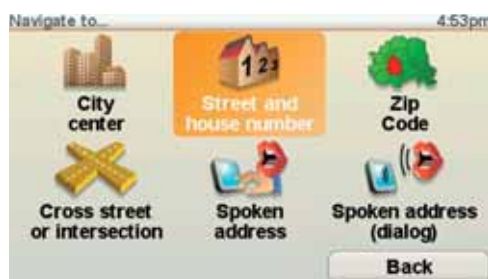 Navigate to...
4:53pm
123
City
center
Street and
house number
Zip
Code
Cross street
or intersection
Spoken
address
Spoken address
(dialog)
Back